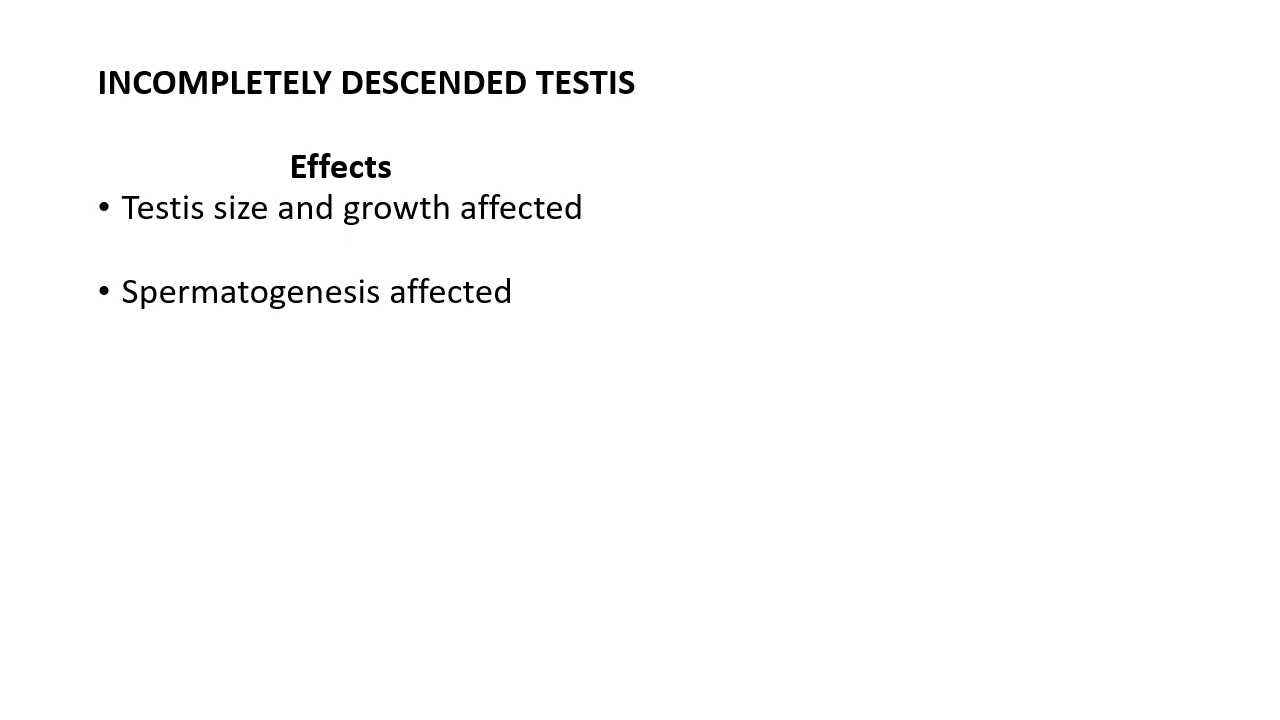 INCOMPLETELY DESCENDED TESTIS
Effects
• Testis size and growth affected
• Spermatogenesis affected